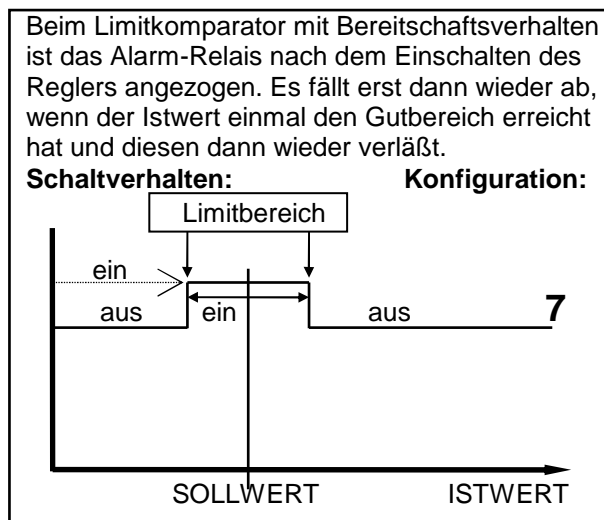 Beim Limitkomparator mit Bereitschaftsverhalten
ist das Alarm-Relais nach dem Einschalten des
Reglers angezogen. Es fällt erst dann wieder ab,
wenn der Istwert einmal den Gutbereich erreicht
hat und diesen dann wieder verläßt.
Schaltverhalten: Konfiguration:
Limitbereich
ein
aus ein aus 7
SOLLWERT ISTWERT